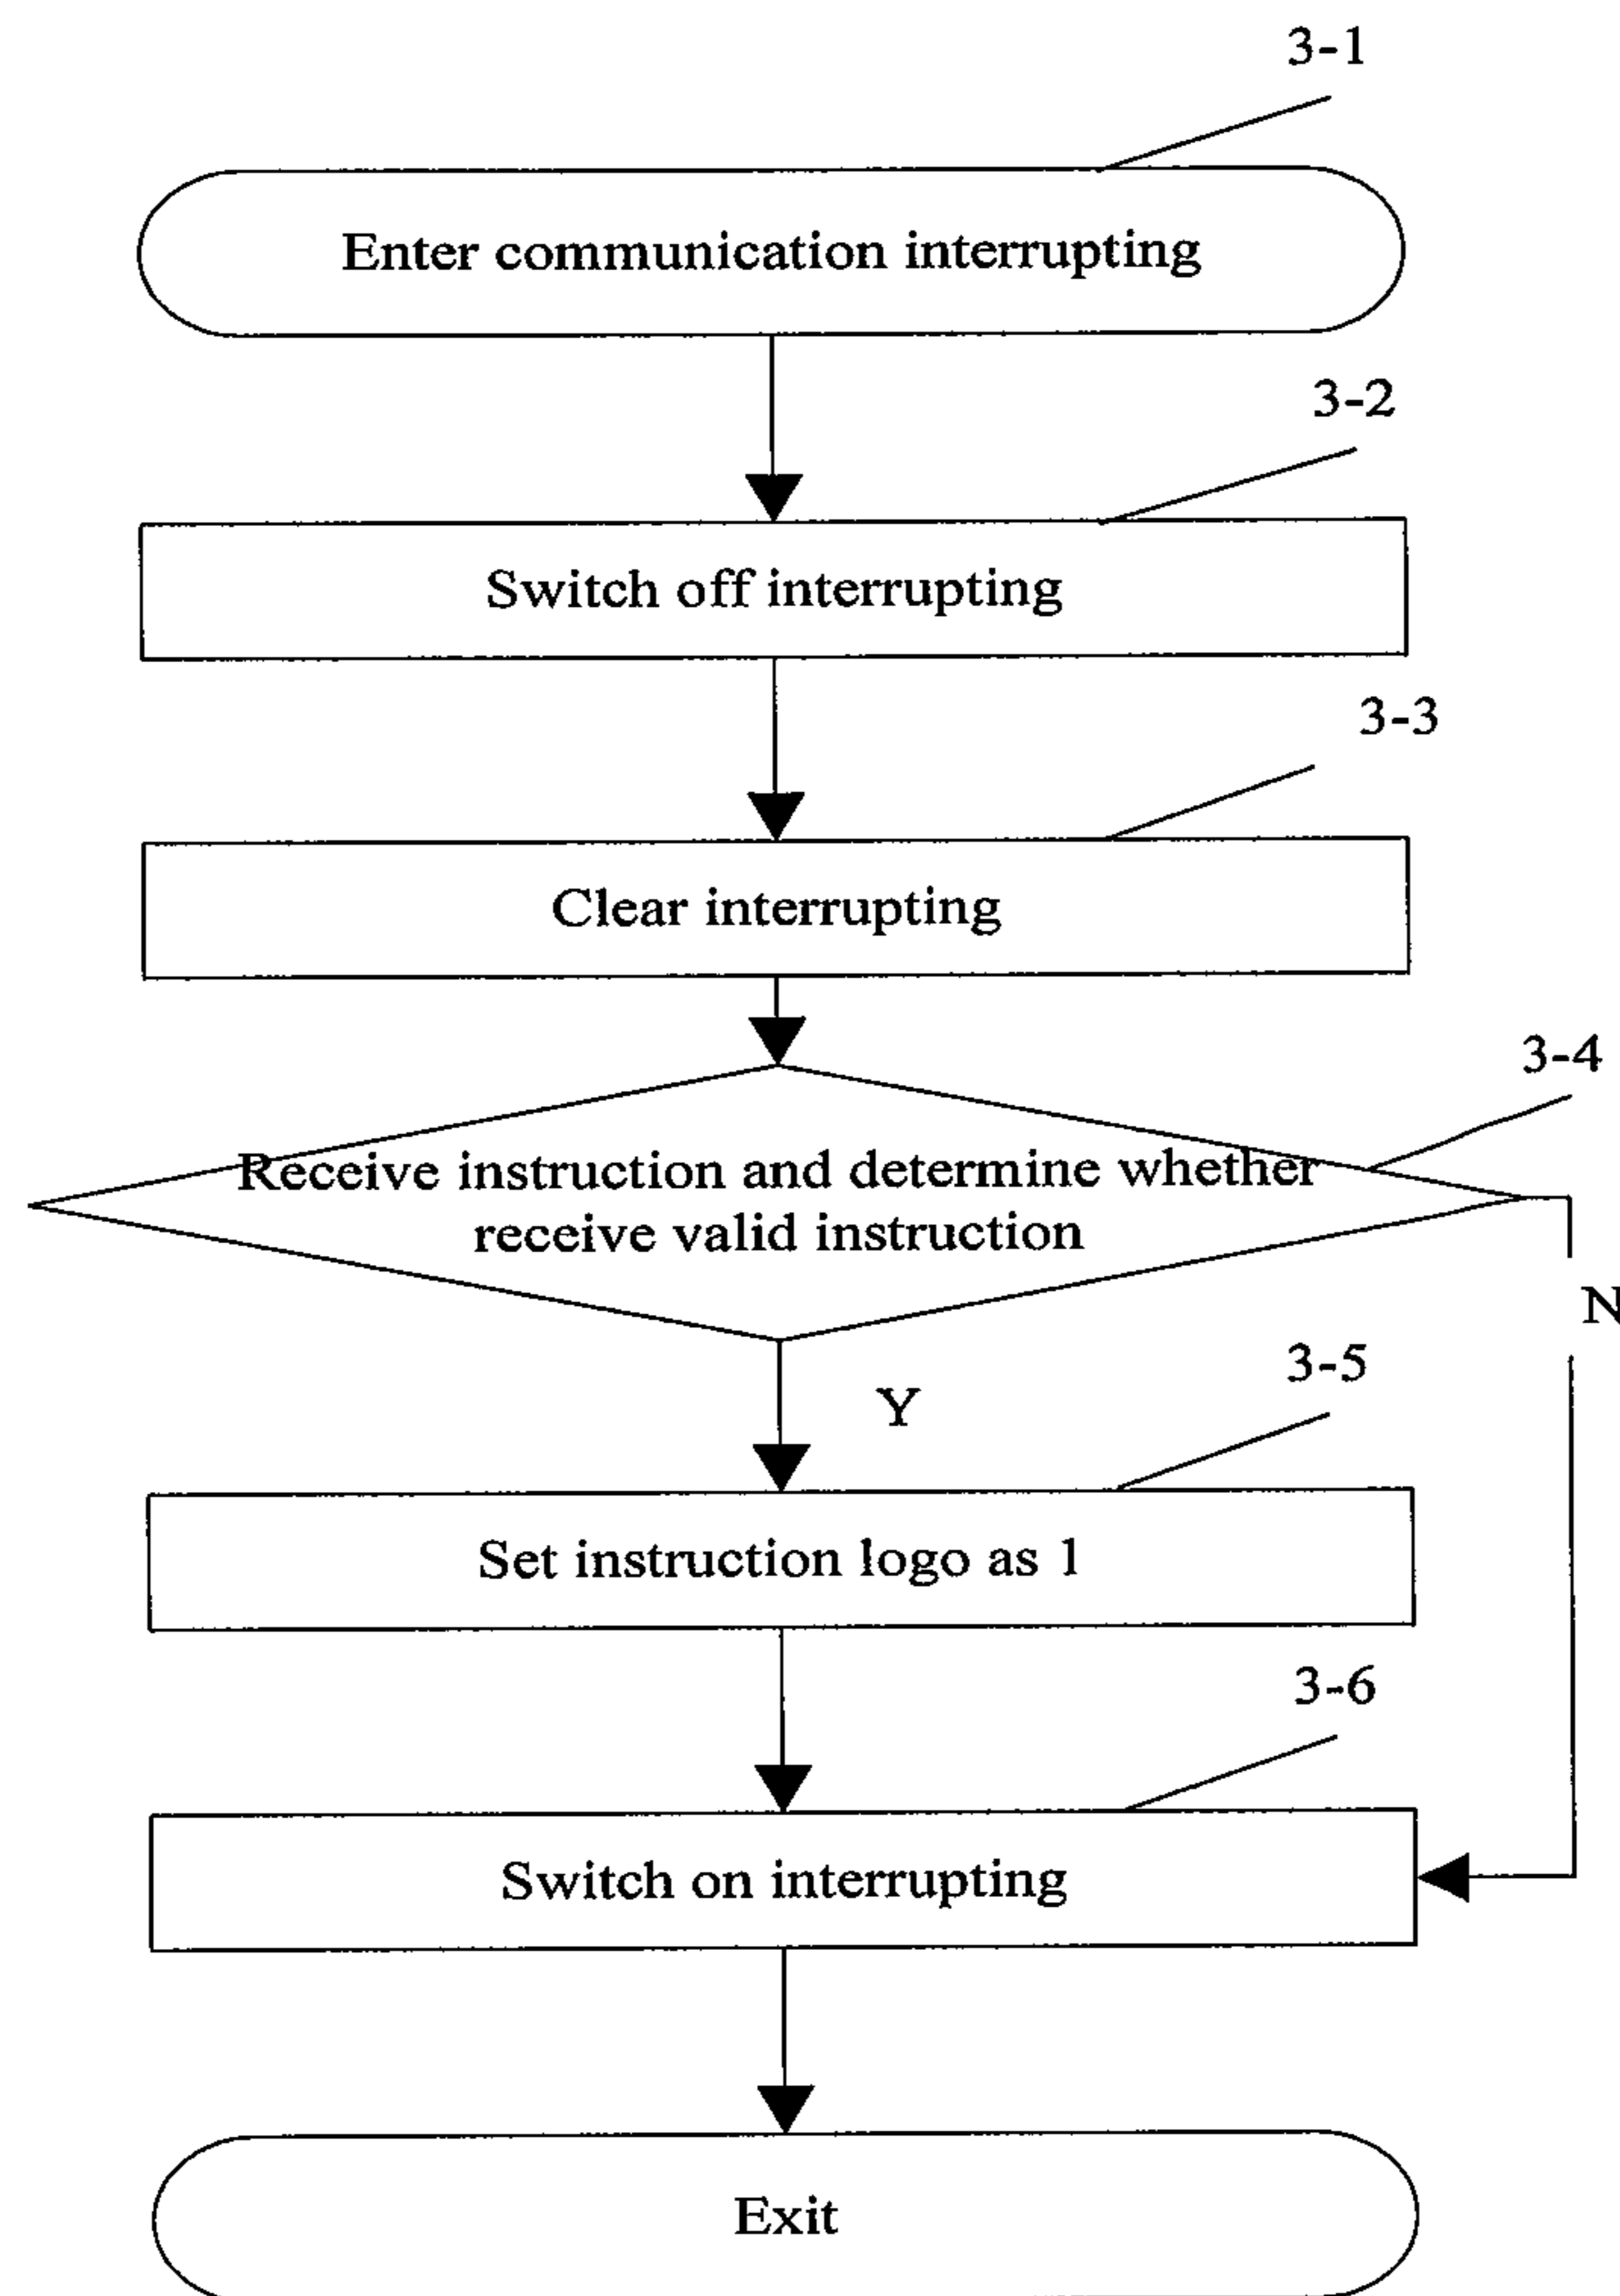 3-1
Enter communication interrupting
3-2
Switch off interrupting
3-3
Clear interrupting
3-4
Receive instruction and determine whether
receive valid instruction
N
3-5
Y
Set instruction logo as 1
3-6
Switch on interrupting
Exit